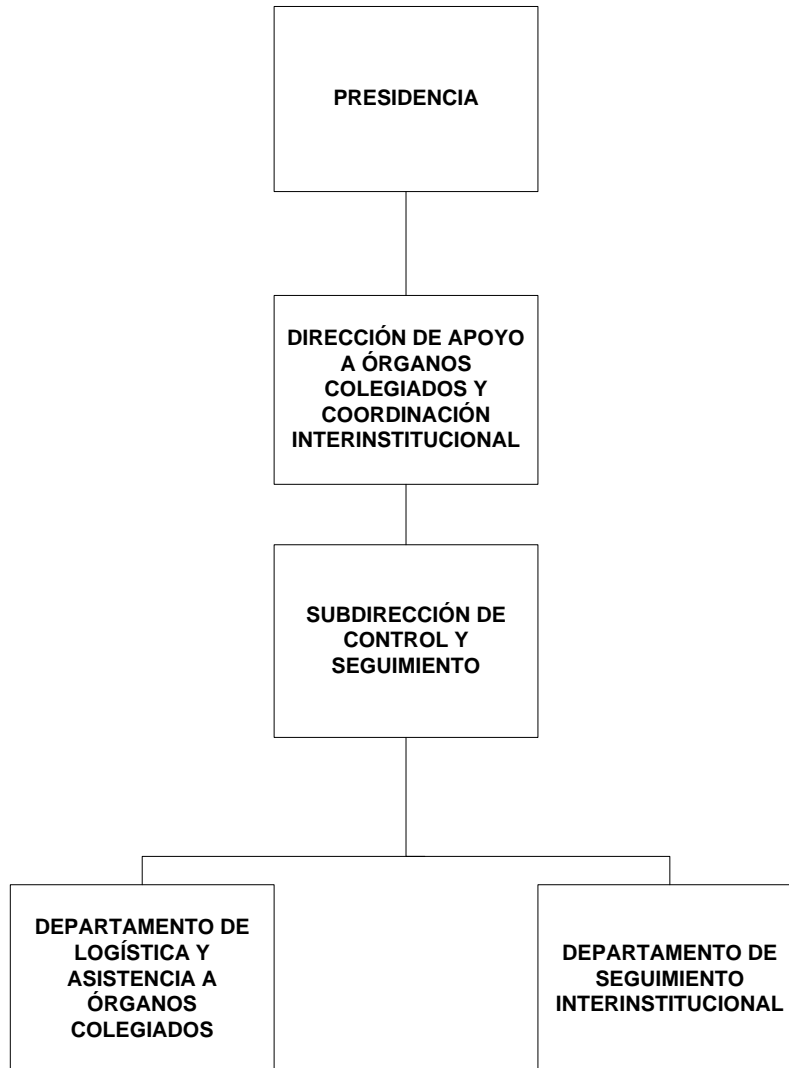 PRESIDENCIA
DIRECCIÓN DE APOYO
A ÓRGANOS
COLEGIADOS Y
COORDINACIÓN
INTERINSTITUCIONAL
SUBDIRECCIÓN DE
CONTROL Y
SEGUIMIENTO
DEPARTAMENTO DE
LOGÍSTICA Y
ASISTENCIA A
ÓRGANOS
COLEGIADOS
DEPARTAMENTO DE
SEGUIMIENTO
INTERINSTITUCIONAL